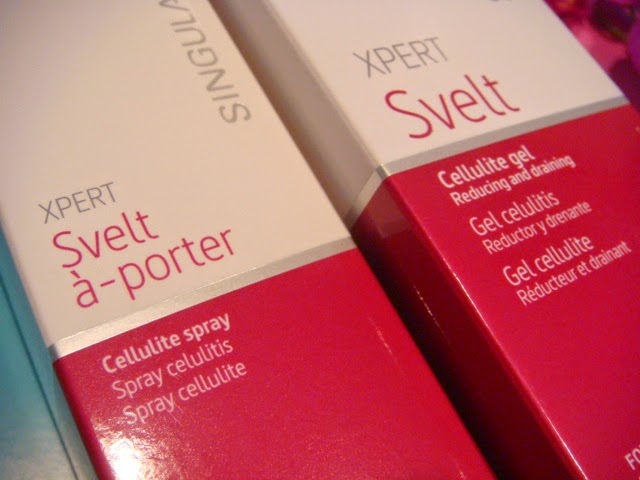 SINGULA
XPERT
Svelt
à-porter
Cellulite spray
Spray celulitis
Spray cellulite
XPERT
Svelt
Cellulite gel
Reducing and draining
Gel celulitis
Reductor y drenante
Gel cellulite
Réducteur et drainant
FO